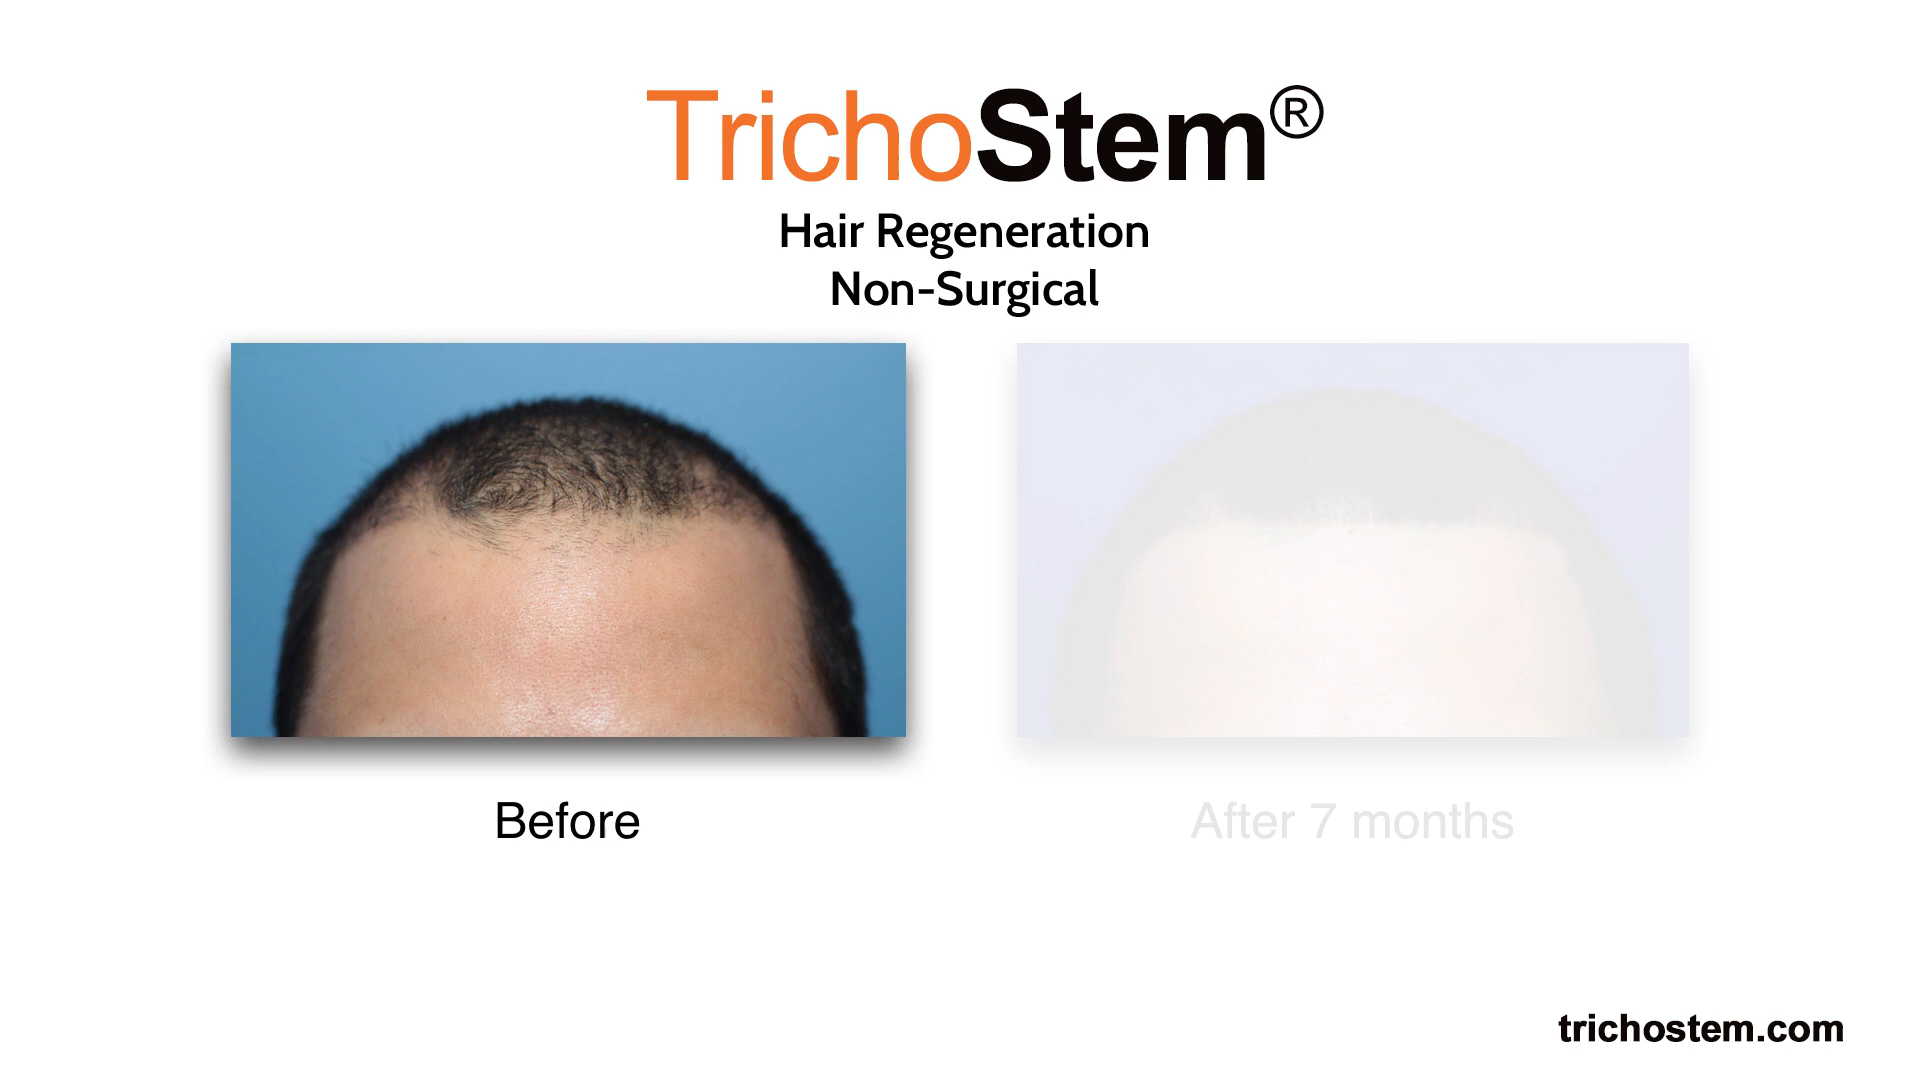 TrichoStem®
Hair Regeneration
Non-Surgical
Before
After 7 months
trichostem.com